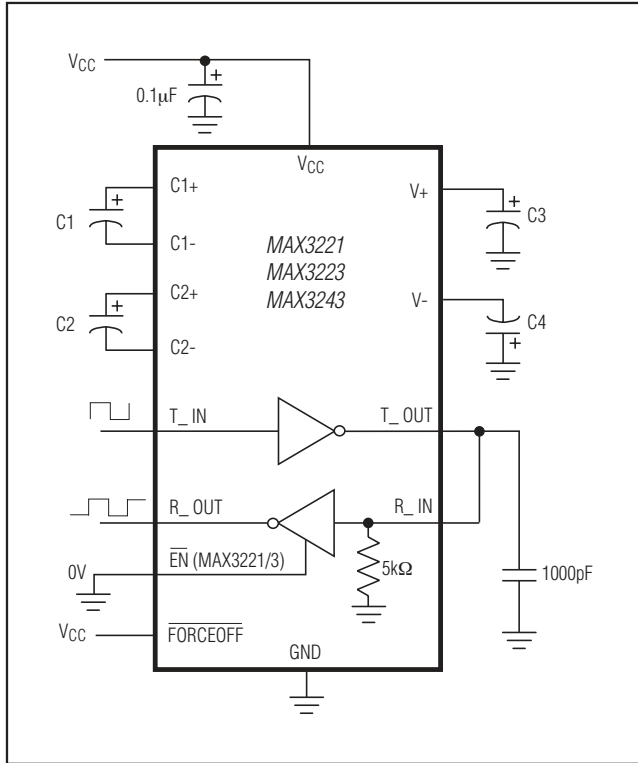 VCC
0.1µF
VCC
C1+
V+
C1
C3
C1-
MAX3221
MAX3223
MAX3243
C2+
V-
C2
C4
C2-
T_ IN
T_ OUT
R_ OUT
R_ IN
EN (MAX3221/3)
0V
5kΩ
1000pF
VCC
FORCEOFF
GND